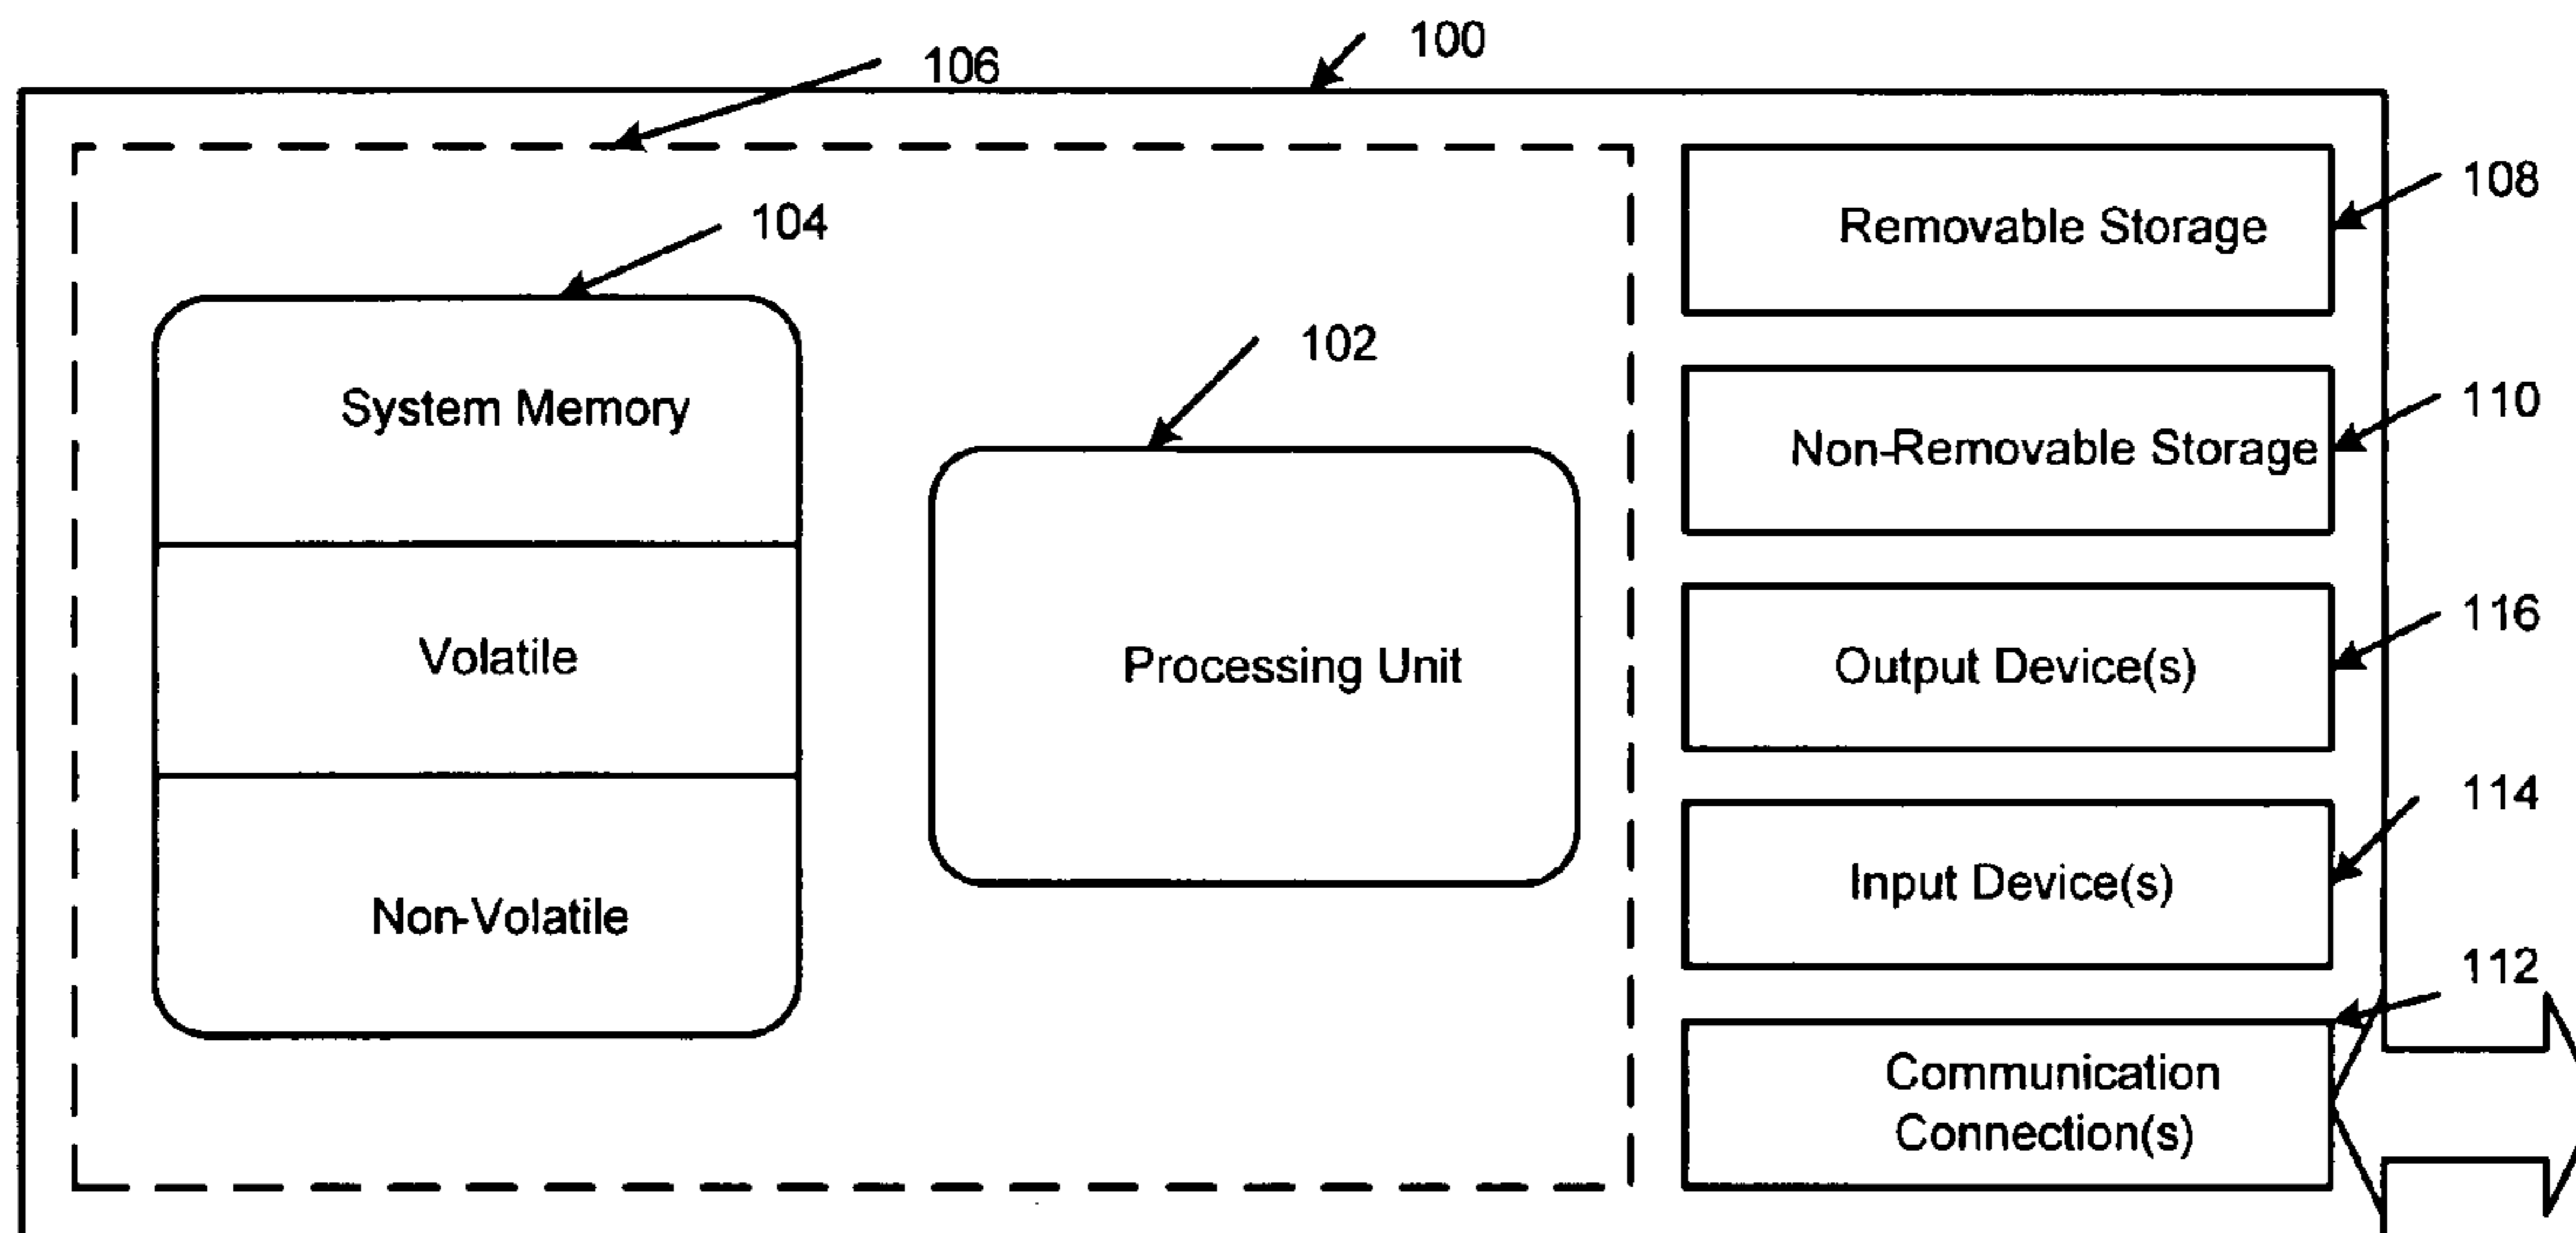 100
106
108
Removable Storage
104
102
110
System Memory
Non-Removable Storage
116
Volatile
Processing Unit
Output Device(s)
114
Input Device(s)
Non-Volatile
112
Communication
Connection(s)